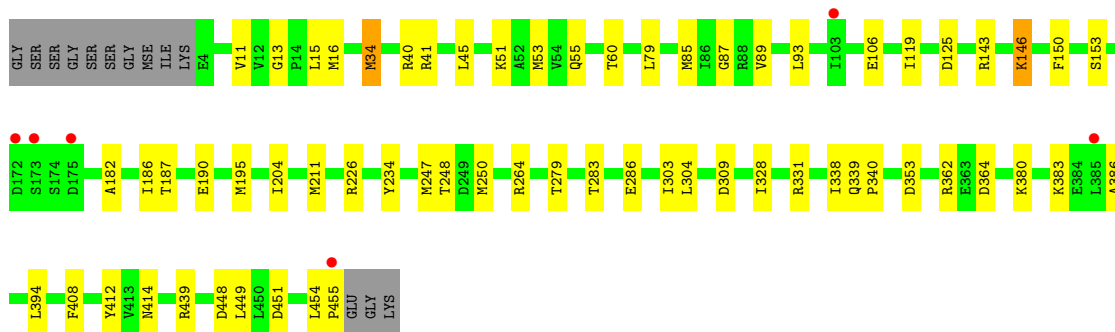 GLY SER SER GLY SER SER GLY MSE ILE LYS E4 V11 V12 G13 P14 L15 M16 M34 R40 R41 L45 K51 A52 M53 V54 Q55 T60 L79 M85 I86 G87 R88 V89 L93 I103 E106 I119 D125 R143 K146 F150 S153
D172 S173 S174 D175 A182 I186 T187 E190 M195 I204 M211 R226 Y234 M247 T248 D249 M250 R264 T279 T283 E286 I303 L304 D309 I328 R331 I338 Q339 P340 D353 R362 E363 D364 K380 K383 E384 L385 A386
L394 F408 Y412 V413 N414 R439 D448 L449 L450 D451 L454 P455 GLU GLY LYS